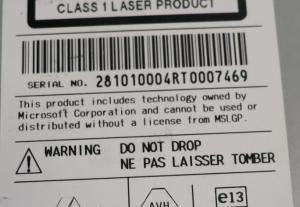 CLASS 1 LASER PRODUCT
SERIAL NO. 281010004RT0007469
This product includes technology owned by
Microsoft Corporation and cannot be used or
distributed without a license from MSLGP.
WARNING DO NOT DROP
NE PAS LAISSER TOMBER
AVH
e13